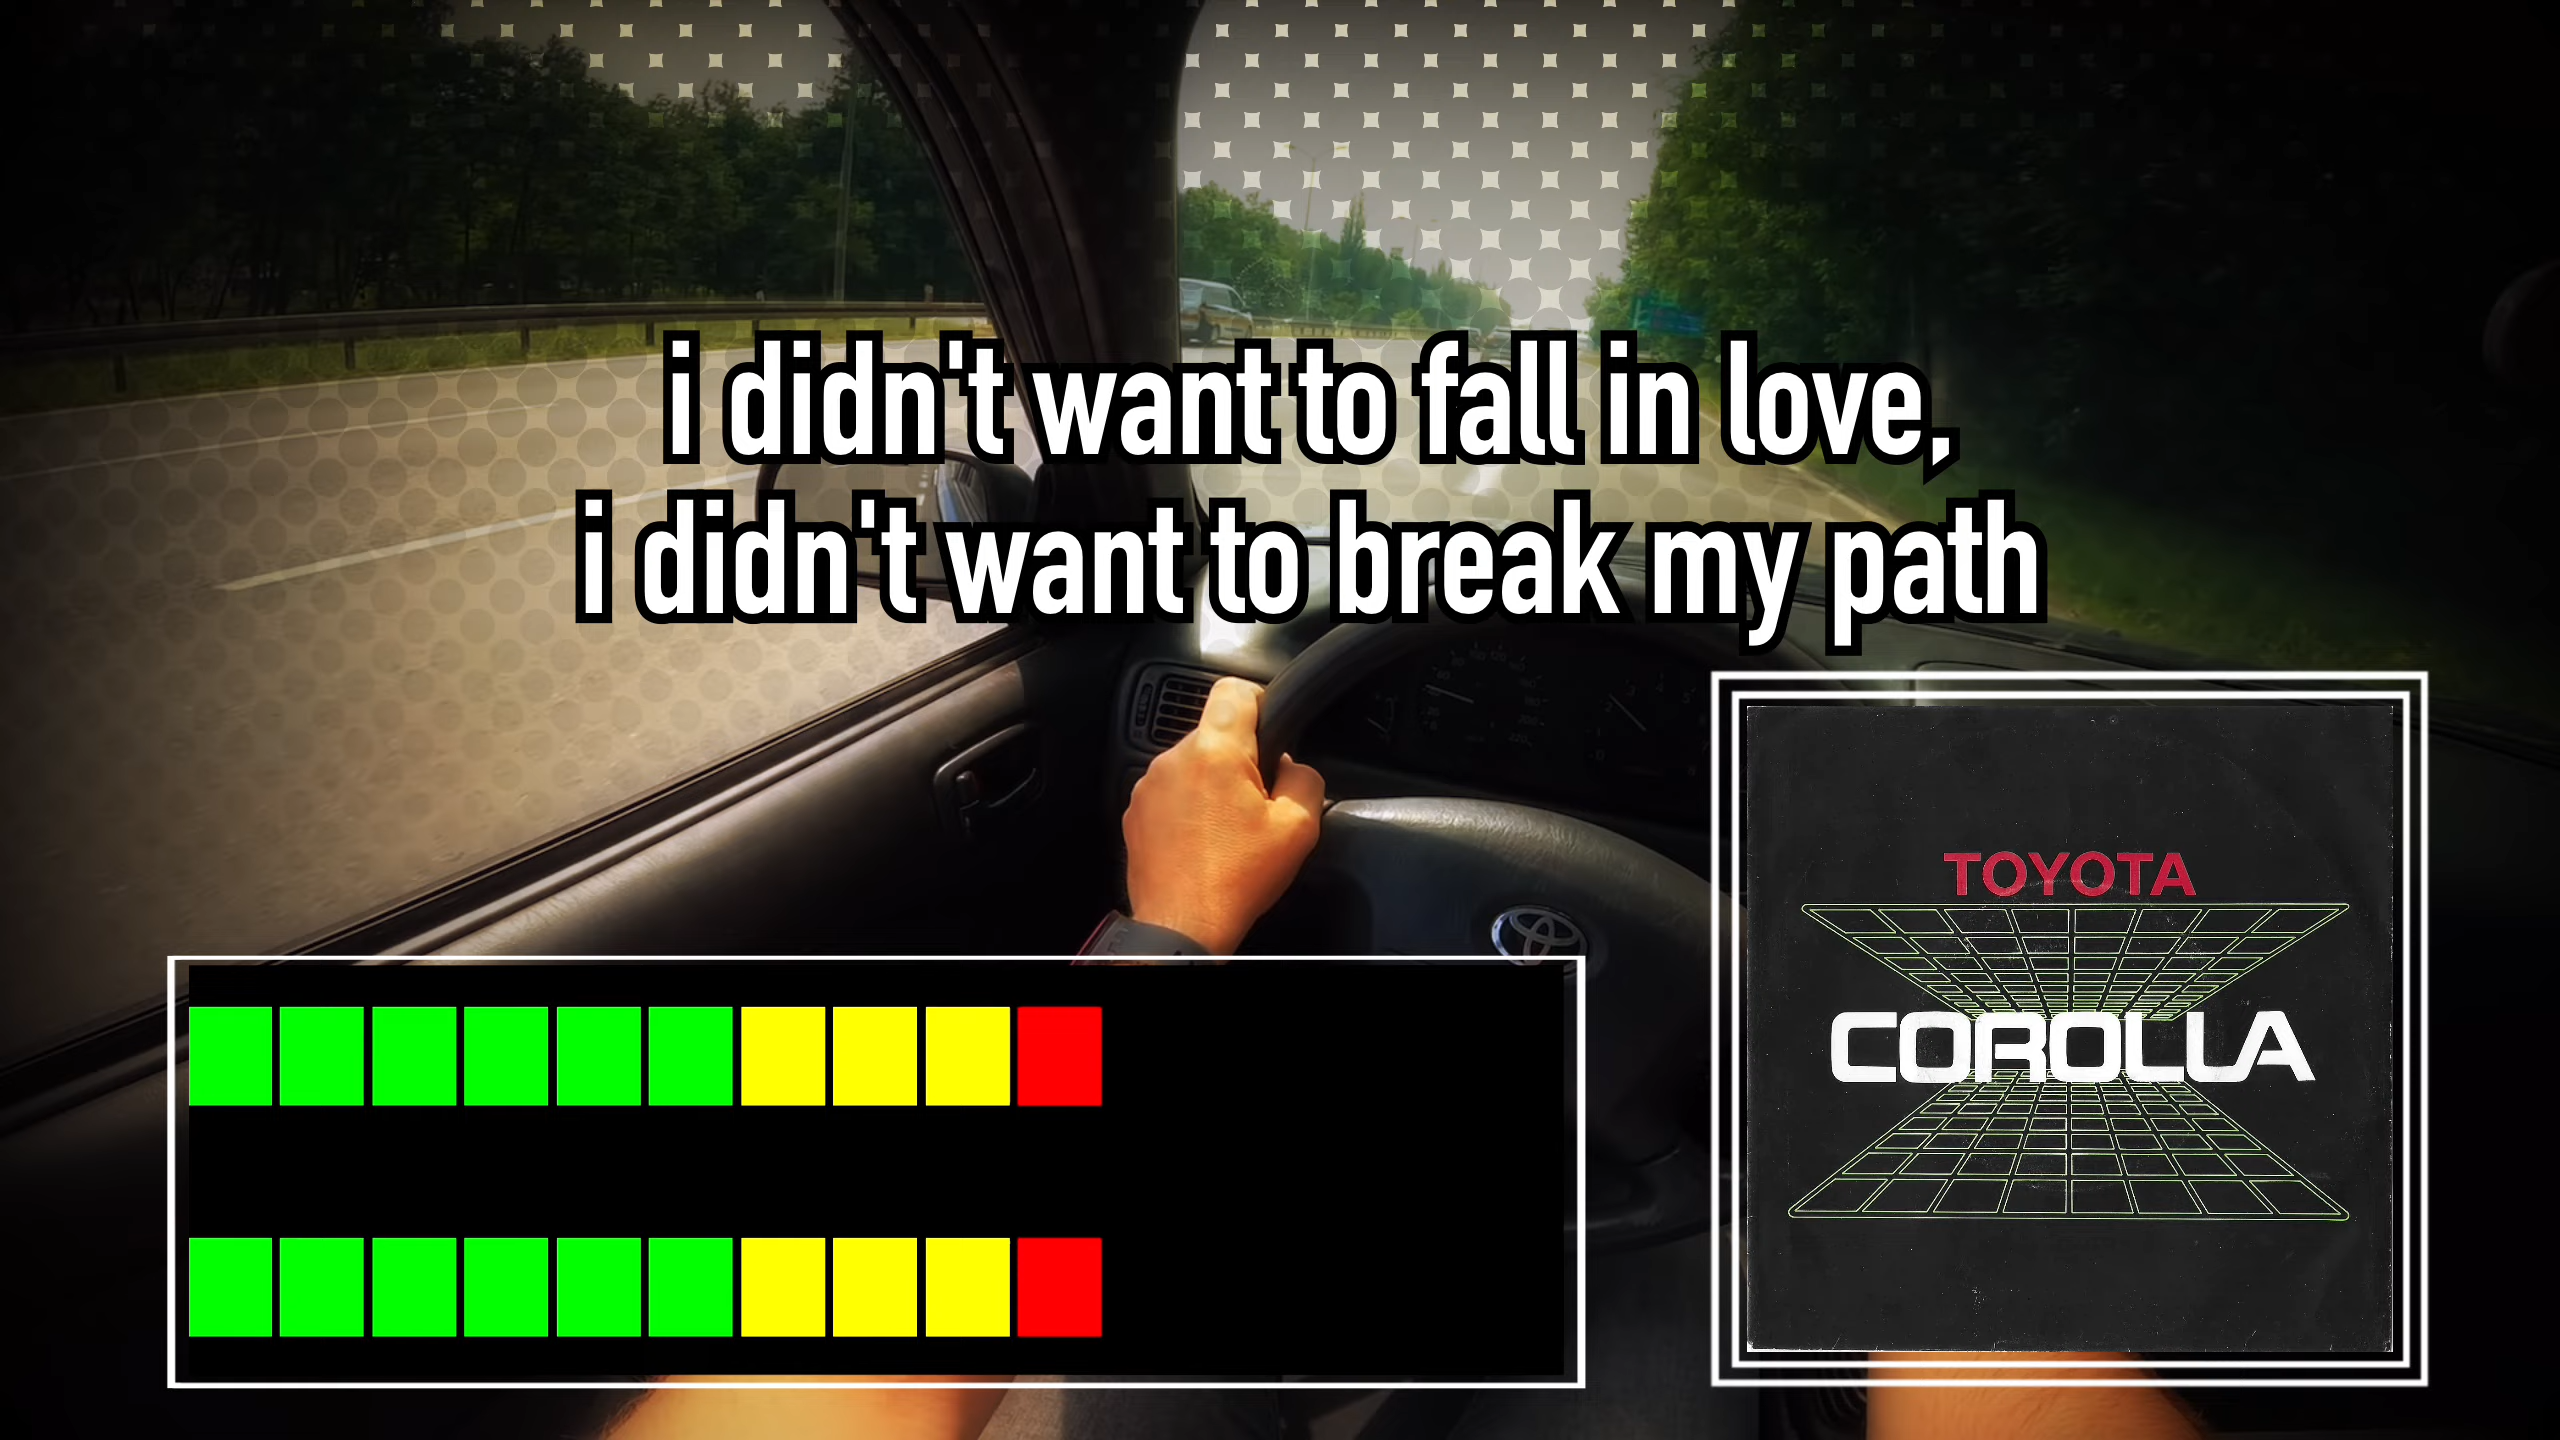 i didn't want to fall in love,
i didn't want to break my path
TOYOTA
COROLLA